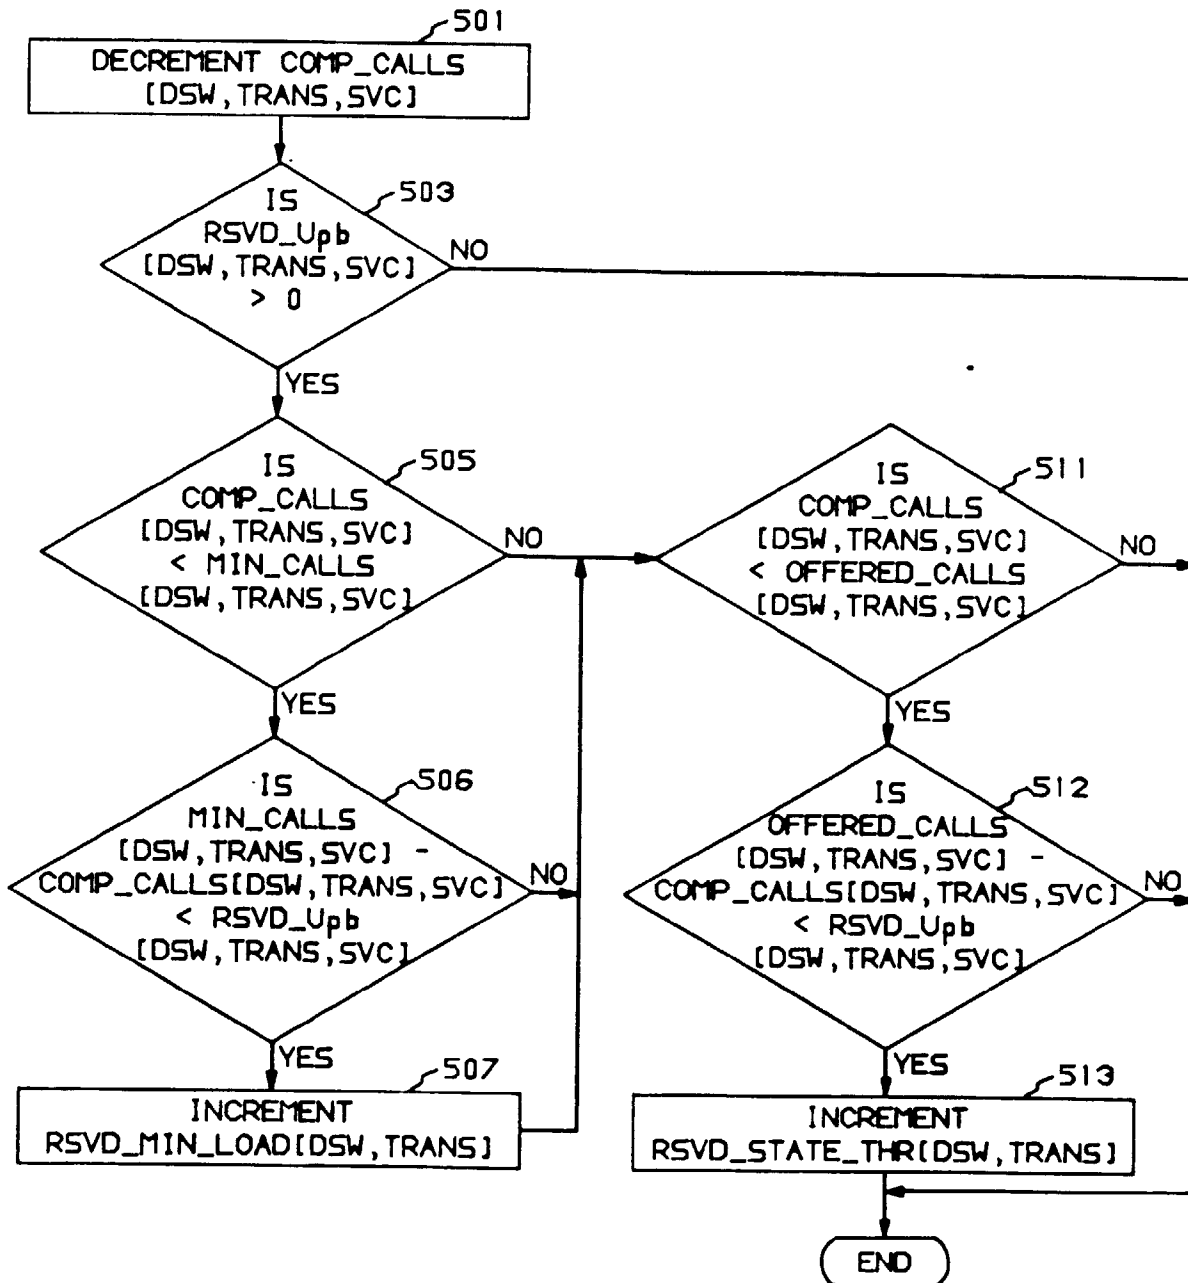 501
DECREMENT COMP_CALLS
[DSW,TRANS,SVC]
503
IS
RSVD_Upb
[DSW,TRANS,SVC]
> 0
NO
YES
505
IS
COMP_CALLS
[DSW,TRANS,SVC]
< MIN_CALLS
[DSW,TRANS,SVC]
NO
YES
506
IS
MIN_CALLS
[DSW,TRANS,SVC] -
COMP_CALLS[DSW,TRANS,SVC]
< RSVD_Upb
[DSW,TRANS,SVC]
NO
YES
507
INCREMENT
RSVD_MIN_LOAD[DSW,TRANS]
511
IS
COMP_CALLS
[DSW,TRANS,SVC]
< OFFERED_CALLS
[DSW,TRANS,SVC]
NO
YES
512
IS
OFFERED_CALLS
[DSW,TRANS,SVC] -
COMP_CALLS[DSW,TRANS,SVC]
< RSVD_Upb
[DSW,TRANS,SVC]
NO
YES
513
INCREMENT
RSVD_STATE_THR[DSW,TRANS]
END